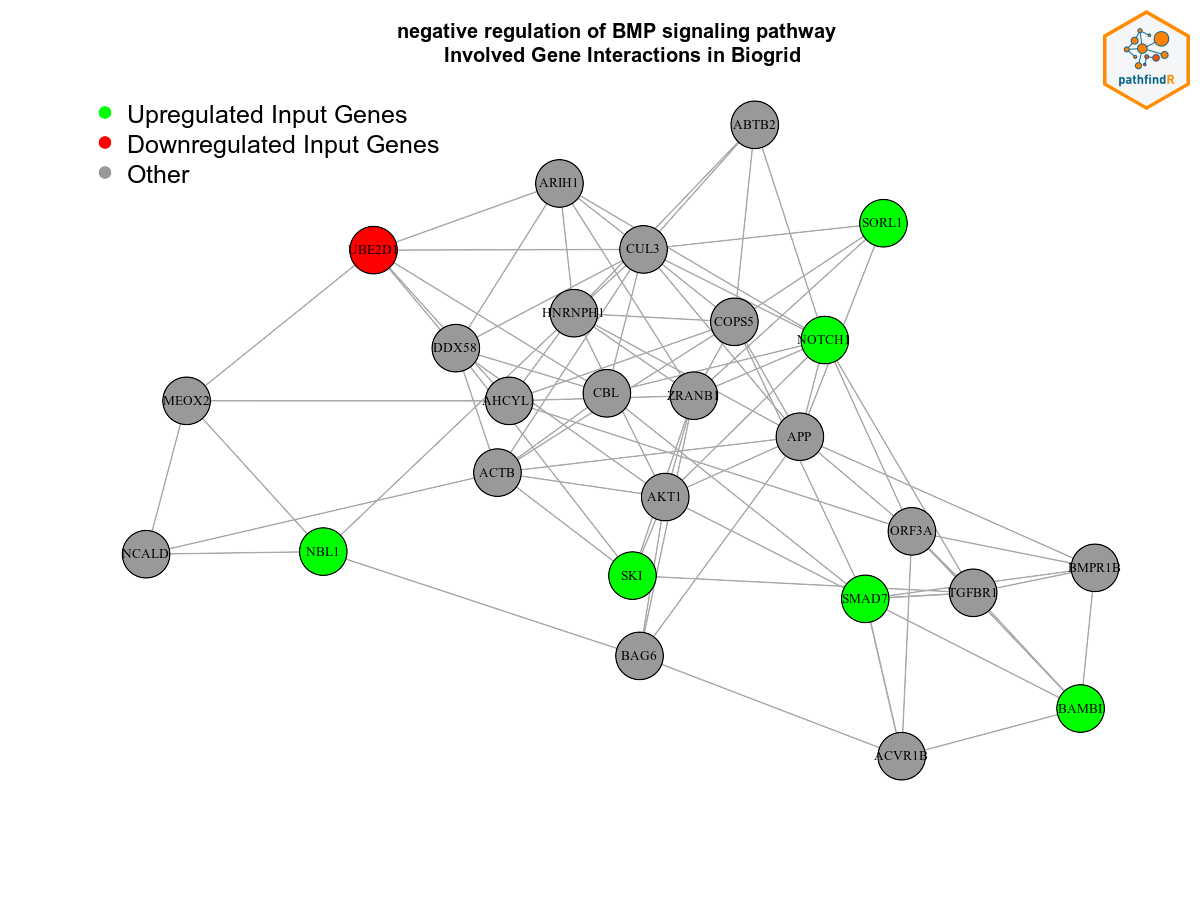 negative regulation of BMP signaling pathway
Involved Gene Interactions in Biogrid
pathfindR
Upregulated Input Genes
Downregulated Input Genes
Other
ABTB2
ARIH1
SORL1
UBE2D1
CUL3
HNRNPH1
COPS5
NOTCH1
DDX58
MEOX2
AHCYL1
CBL
ZRANB1
APP
ACTB
AKT1
ORF3A
NCALD
NBL1
SKI
BMPR1B
SMAD7
TGFBR1
BAG6
BAMBI
ACVR1B